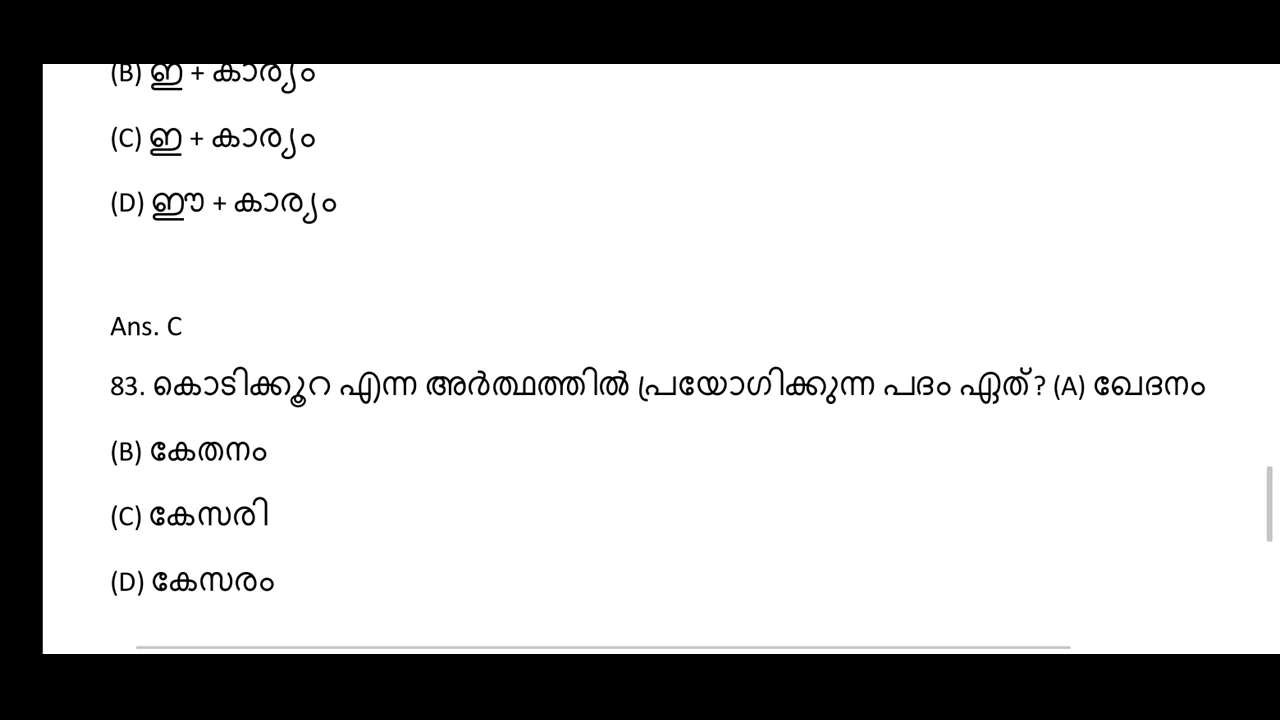 (B) ഇ + കാര്യം
(C) ഇ + കാര്യം
(D) ഈ + കാര്യം
Ans. C
83. കൊടിക്കൂറ എന്ന അർത്ഥത്തിൽ പ്രയോഗിക്കുന്ന പദം ഏത്? (A) ഖേദനം
(B) കേതനം
(C) കേസരി
(D) കേസരം